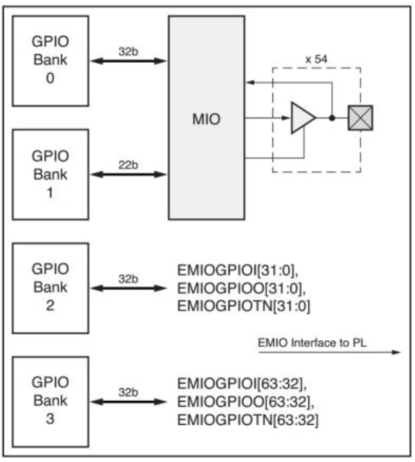 GPIO
Bank
0
32b
MIO
x 54
GPIO
Bank
1
22b
GPIO
Bank
2
32b
EMIOGPIOI[31:0],
EMIOGPIOO[31:0],
EMIOGPIOTN[31:0]
EMIO Interface to PL
GPIO
Bank
3
32b
EMIOGPIOI[63:32],
EMIOGPIOO[63:32],
EMIOGPIOTN[63:32]